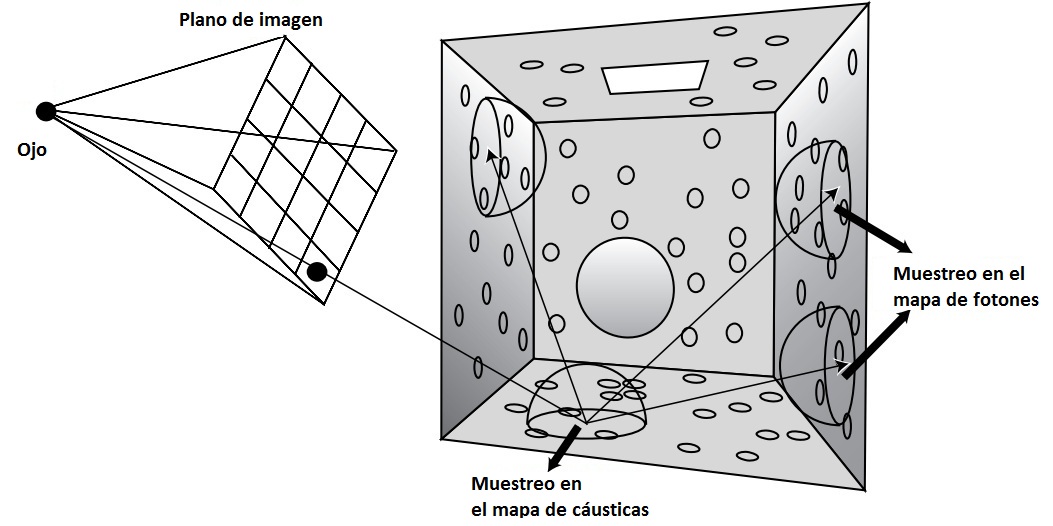 Plano de imagen
Ojo
Muestreo en el
mapa de fotones
Muestreo en
el mapa de cáusticas